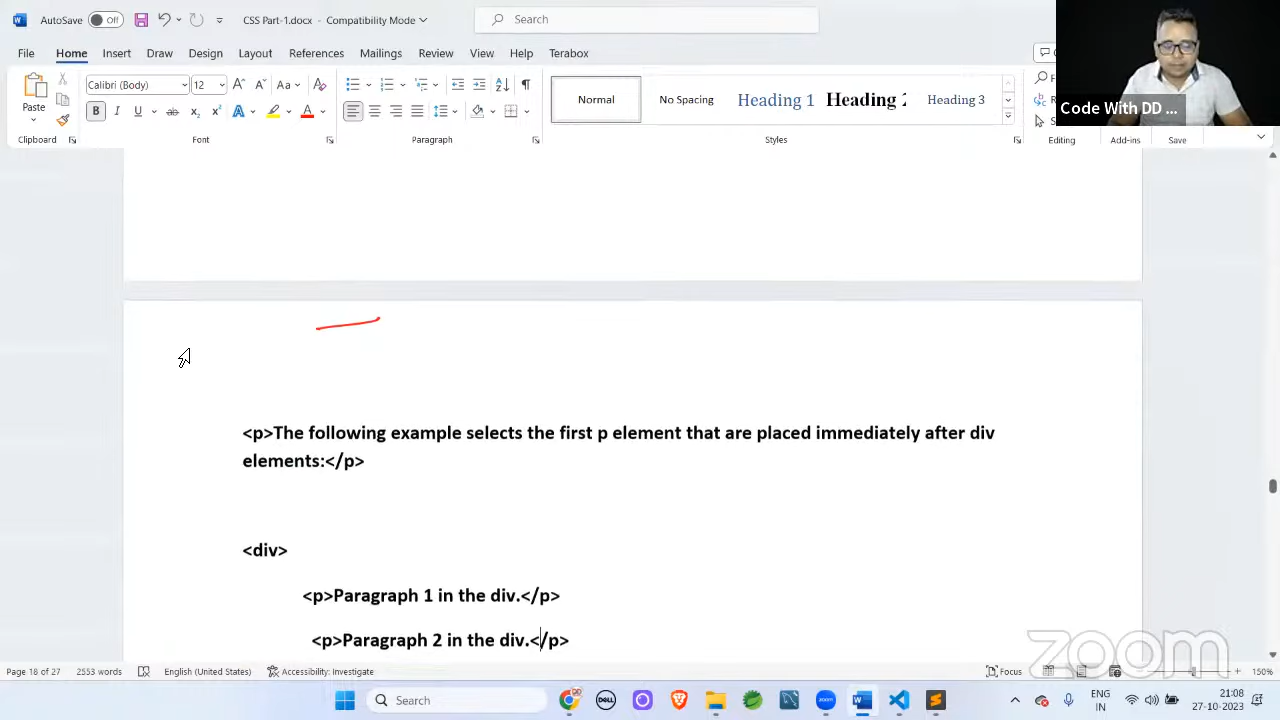 AutoSave Off CSS Part-1.docx - Compatibility Mode Search
File Home Insert Draw Design Layout References Mailings Review View Help Terabox
Paste Calibri (Body) 12 Normal No Spacing Heading 1 Heading 2 Heading 3
Code With DD ...
Clipboard Font Paragraph Styles Editing Add-ins Save
<p>The following example selects the first p element that are placed immediately after div
elements:</p>
<div>
<p>Paragraph 1 in the div.</p>
<p>Paragraph 2 in the div.</p>
zoom
Page 18 of 27 2553 words English (United States) Accessibility: Investigate Focus 150%
Search ENG 21:08
IN 27-10-2023